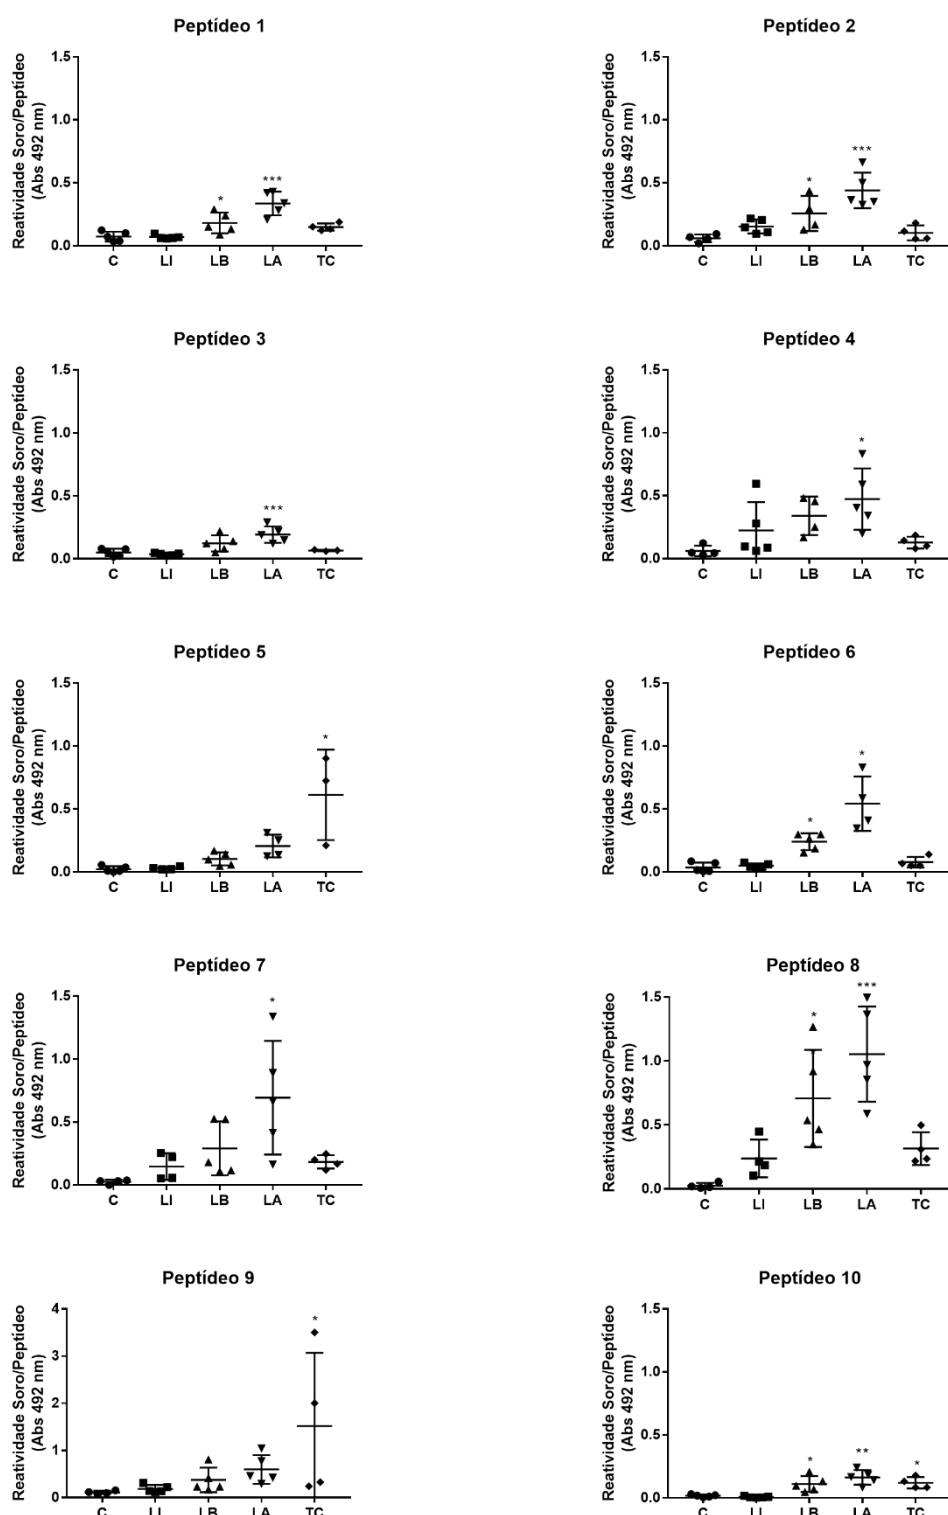 Peptídeo 1
Reatividade Soro/Peptídeo
(Abs 492 nm)
1.5
1.0
0.5
0.0
*
***
C LI LB LA TC
Peptídeo 2
Reatividade Soro/Peptídeo
(Abs 492 nm)
1.5
1.0
0.5
0.0
*
***
C LI LB LA TC
Peptídeo 3
Reatividade Soro/Peptídeo
(Abs 492 nm)
1.5
1.0
0.5
0.0
***
C LI LB LA TC
Peptídeo 4
Reatividade Soro/Peptídeo
(Abs 492 nm)
1.5
1.0
0.5
0.0
*
C LI LB LA TC
Peptídeo 5
Reatividade Soro/Peptídeo
(Abs 492 nm)
1.5
1.0
0.5
0.0
*
C LI LB LA TC
Peptídeo 6
Reatividade Soro/Peptídeo
(Abs 492 nm)
1.5
1.0
0.5
0.0
*
*
C LI LB LA TC
Peptídeo 7
Reatividade Soro/Peptídeo
(Abs 492 nm)
1.5
1.0
0.5
0.0
*
C LI LB LA TC
Peptídeo 8
Reatividade Soro/Peptídeo
(Abs 492 nm)
1.5
1.0
0.5
0.0
*
***
C LI LB LA TC
Peptídeo 9
Reatividade Soro/Peptídeo
(Abs 492 nm)
4
3
2
1
0
*
C LI LB LA TC
Peptídeo 10
Reatividade Soro/Peptídeo
(Abs 492 nm)
1.5
1.0
0.5
0.0
*
**
*
C LI LB LA TC